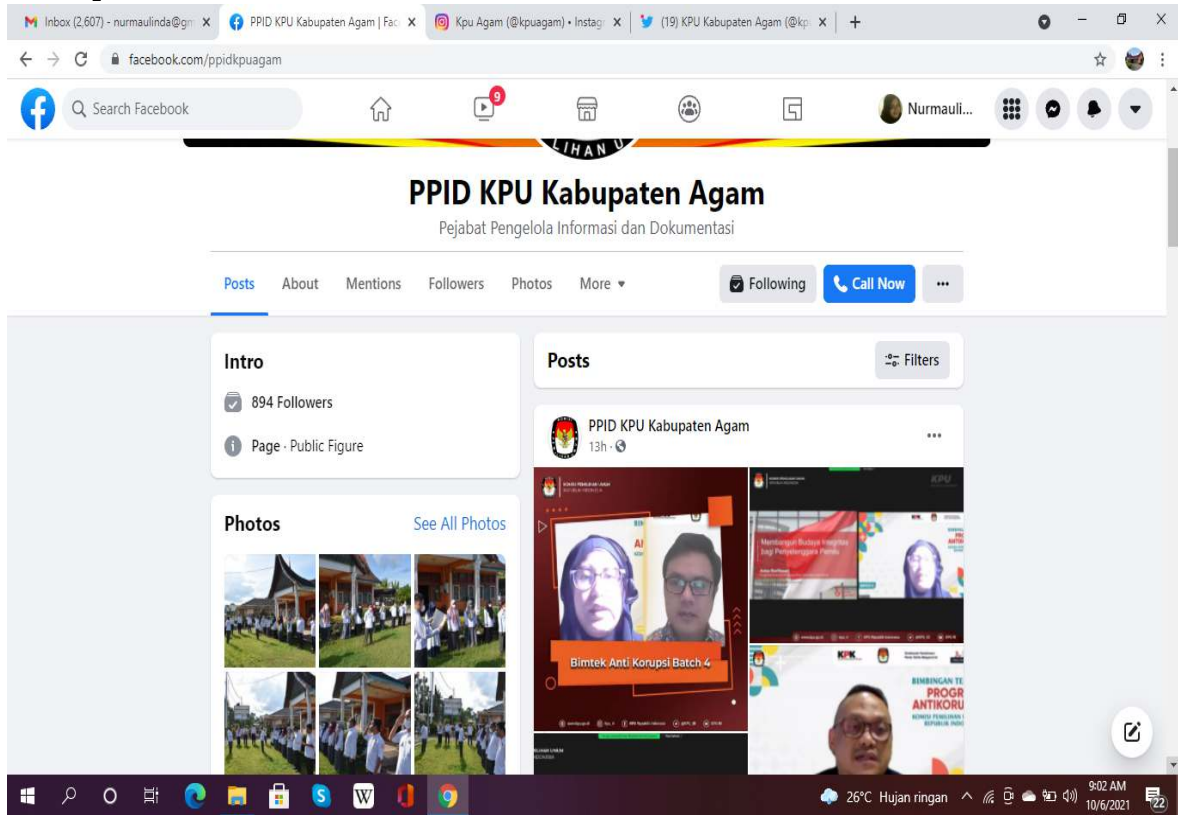 Inbox (2,607) - nurmaulinda@gm
PPID KPU Kabupaten Agam | Fac
Kpu Agam (@kpuagam) • Instag
(19) KPU Kabupaten Agam (@kp
facebook.com/ppidkpuagam
Search Facebook
9
Nurmauli...
LIHAN U
PPID KPU Kabupaten Agam
Pejabat Pengelola Informasi dan Dokumentasi
Posts About Mentions Followers Photos More
Following
Call Now
Intro
894 Followers
Page · Public Figure
Photos
See All Photos
Posts
Filters
PPID KPU Kabupaten Agam
13h
Bimtek Anti Korupsi Batch 4
KPU
Membangun Budaya Integritas
bagi Penyelenggara Pemilu
KPK
BIMBINGAN TE
PROGR
ANTIKORU
26°C Hujan ringan
9:02 AM
10/6/2021
22